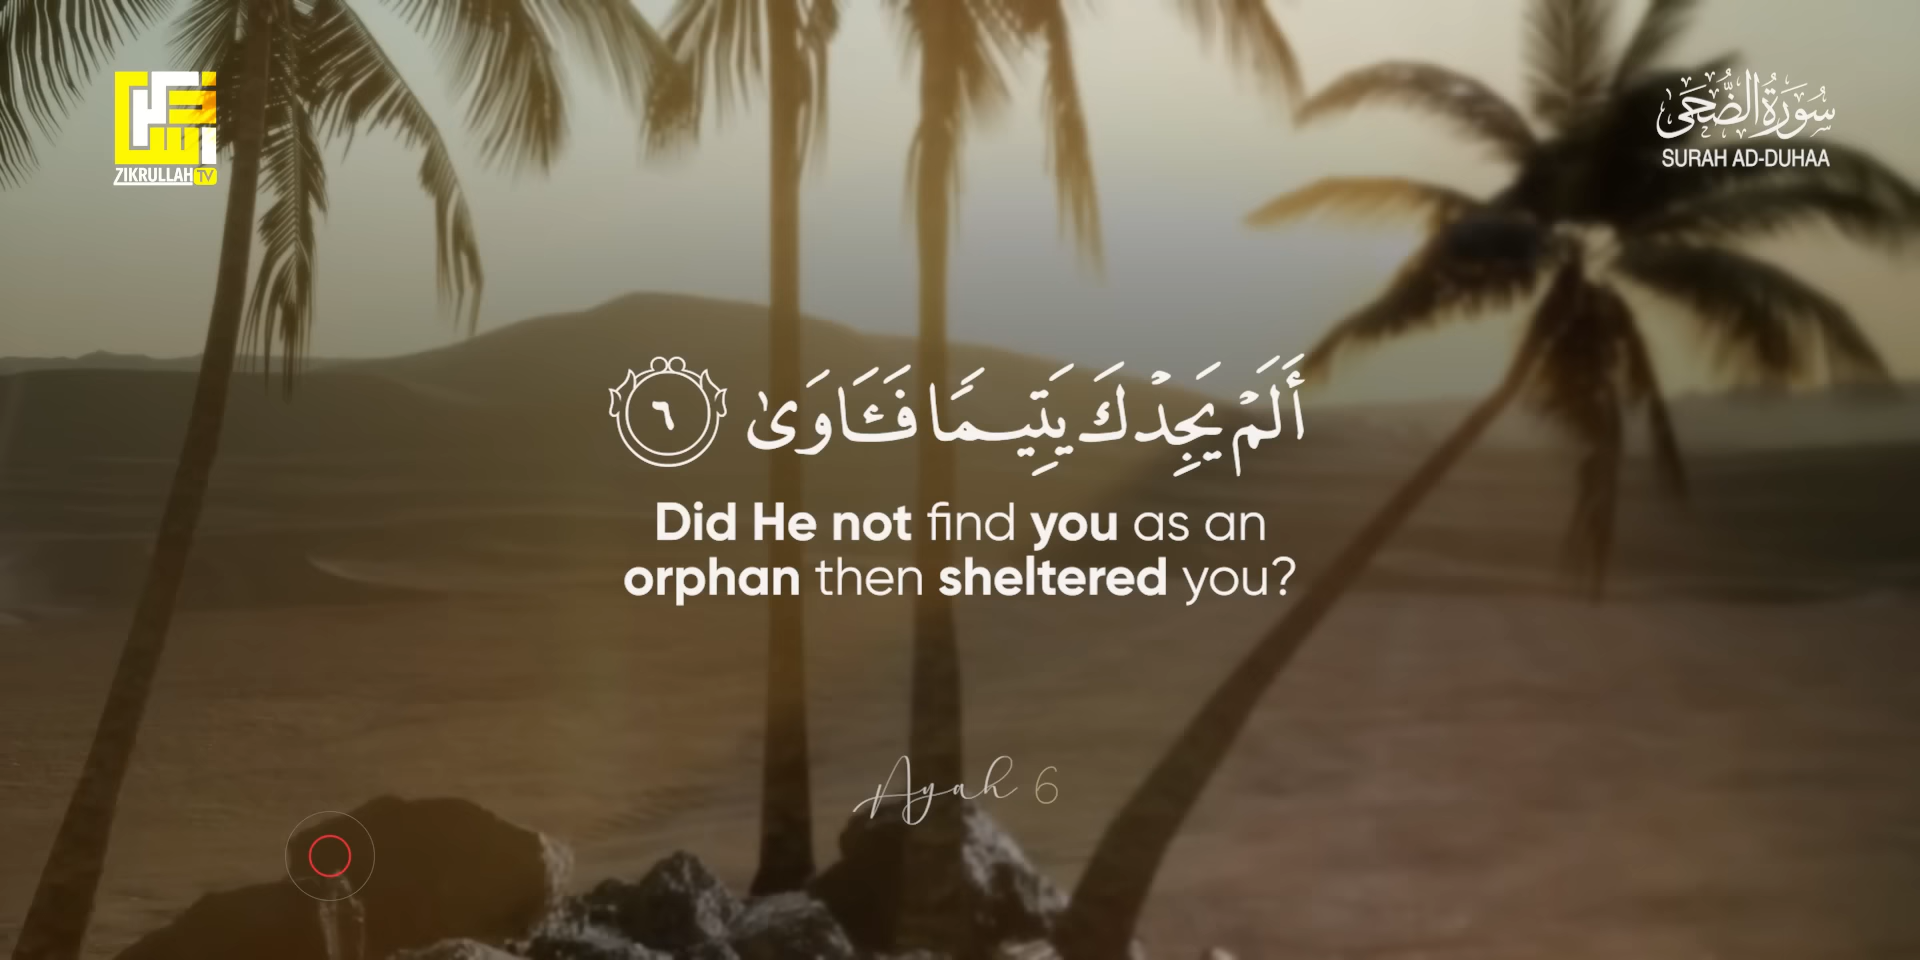 ZIKRULLAH TV
سُورَةُ الضُّحَى
SURAH AD-DUHAA
أَلَمْ يَجِدْكَ يَتِيـمًا فَـَٔاوَىٰ ٦
Did He not find you as an
orphan then sheltered you?
Ayah 6